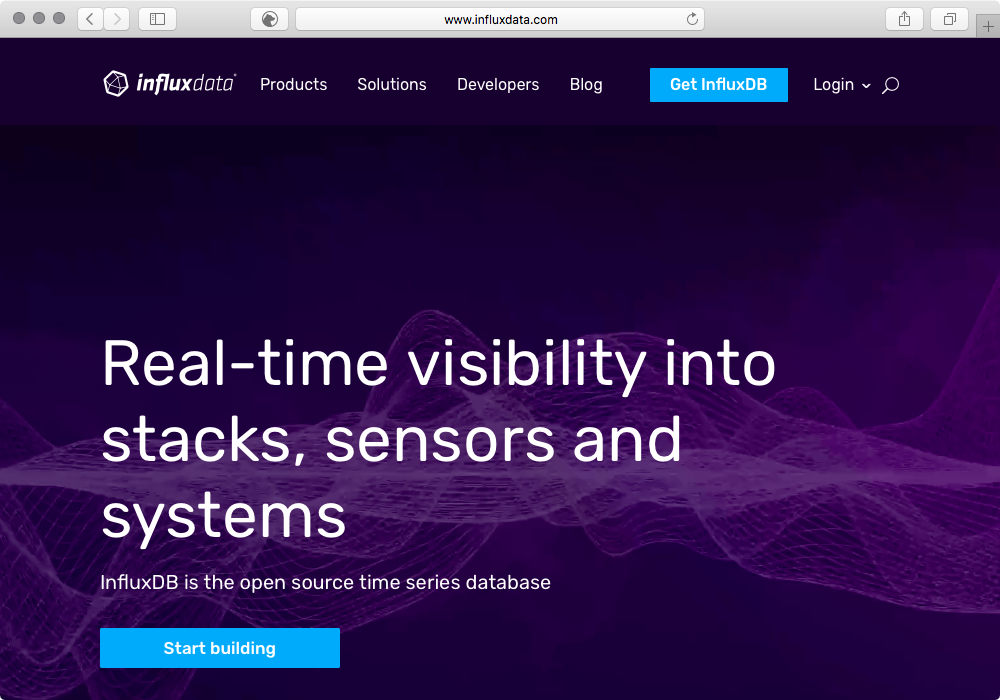 www.influxdata.com
influxdata
Products Solutions Developers Blog Get InfluxDB Login
Real-time visibility into
stacks, sensors and
systems
InfluxDB is the open source time series database
Start building